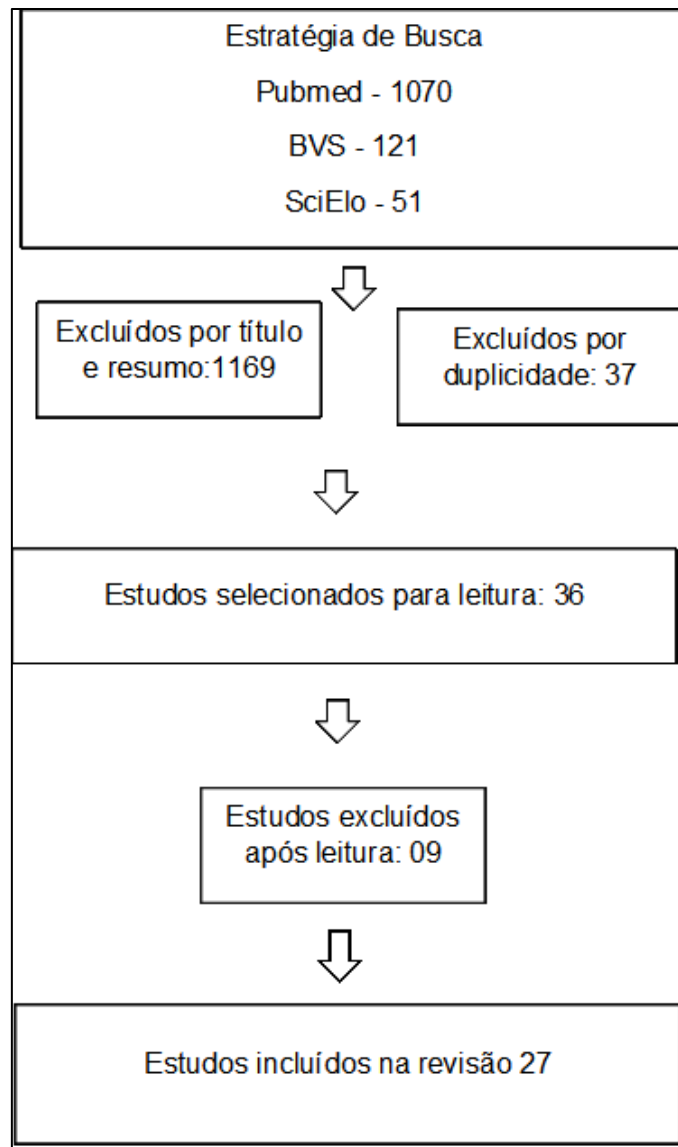 Estratégia de Busca
Pubmed - 1070
BVS - 121
SciElo - 51
Excluídos por título
e resumo:1169
Excluídos por
duplicidade: 37
Estudos selecionados para leitura: 36
Estudos excluídos
após leitura: 09
Estudos incluídos na revisão 27